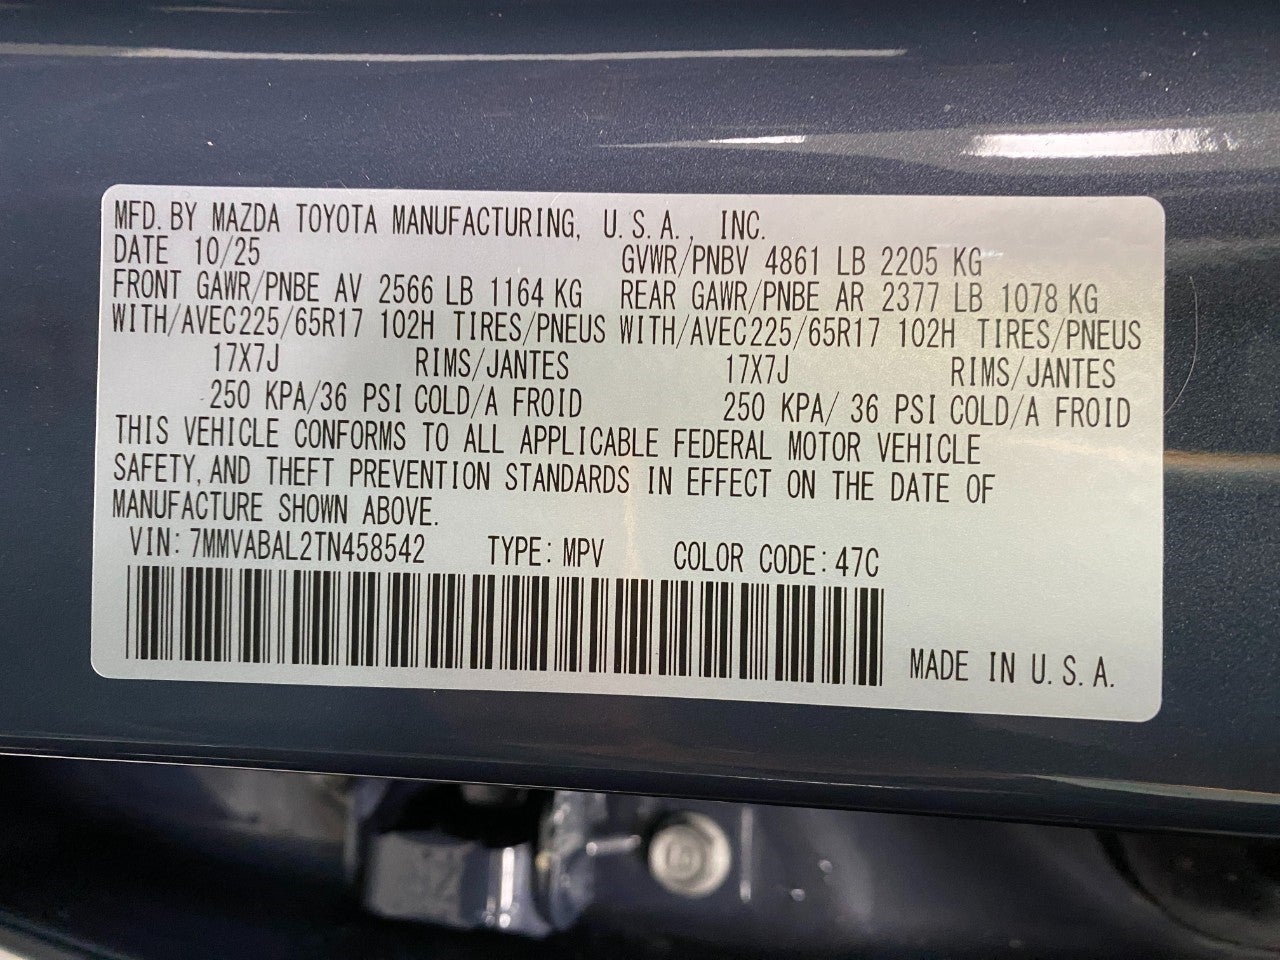 MFD. BY MAZDA TOYOTA MANUFACTURING, U. S. A., INC.
DATE 10/25 GVWR/PNBV 4861 LB 2205 KG
FRONT GAWR/PNBE AV 2566 LB 1164 KG REAR GAWR/PNBE AR 2377 LB 1078 KG
WITH/AVEC225/65R17 102H TIRES/PNEUS WITH/AVEC225/65R17 102H TIRES/PNEUS
17X7J RIMS/JANTES 17X7J RIMS/JANTES
250 KPA/36 PSI COLD/A FROID 250 KPA/ 36 PSI COLD/A FROID
THIS VEHICLE CONFORMS TO ALL APPLICABLE FEDERAL MOTOR VEHICLE
SAFETY, AND THEFT PREVENTION STANDARDS IN EFFECT ON THE DATE OF
MANUFACTURE SHOWN ABOVE.
VIN: 7MMVABAL2TN458542 TYPE: MPV COLOR CODE: 47C
MADE IN U. S. A.